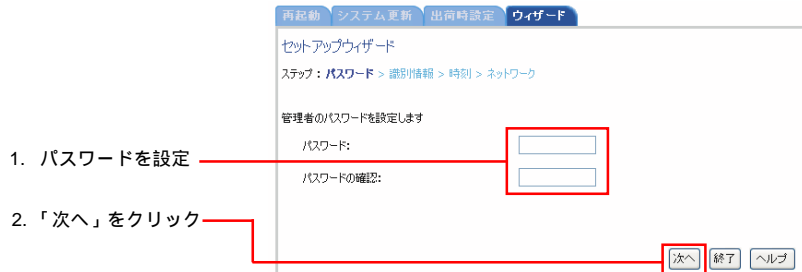 再起動 システム更新 出荷時設定 ウィザード
セットアップウィザード
ステップ：パスワード > 識別情報 > 時刻 > ネットワーク
管理者のパスワードを設定します
パスワード:
1. パスワードを設定
パスワードの確認:
2.「次へ」をクリック
次へ 終了 ヘルプ